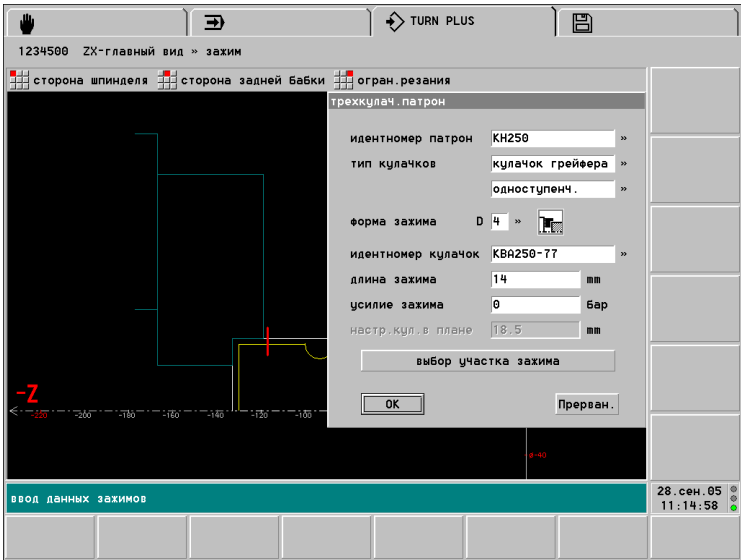 TURN PLUS
1234500 ZX-главный вид » зажим
сторона шпинделя сторона задней бабки огран.резания
трехкулач.патрон
идентномер патрон KH250 »
тип кулачков кулачок грейфера »
одноступенч. »
форма зажима D 4 »
идентномер кулачок KBA250-77 »
длина зажима 14 mm
усилие зажима 0 бар
настр.кул.в плане 18.5 mm
выбор участка зажима
OK Прерван.
-Z
-220 -200 -180 -160 -140 -120 -100
ø-40
ввод данных зажимов
28.сен.05
11:14:58